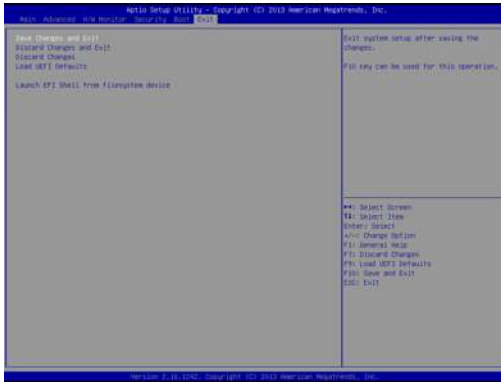 Aptio Setup Utility - Copyright (C) 2013 American Megatrends, Inc.
Main Advanced H/W Monitor Security Boot Exit
Save Changes and Exit
Discard Changes and Exit
Discard Changes
Load UEFI Defaults
Launch EFI Shell from filesystem device
Exit system setup after saving the
changes.
F10 key can be used for this operation.
→←: Select Screen
↑↓: Select Item
Enter: Select
+/-: Change Option
F1: General Help
F7: Discard Changes
F9: Load UEFI Defaults
F10: Save and Exit
ESC: Exit
Version 2.16.1242. Copyright (C) 2013 American Megatrends, Inc.